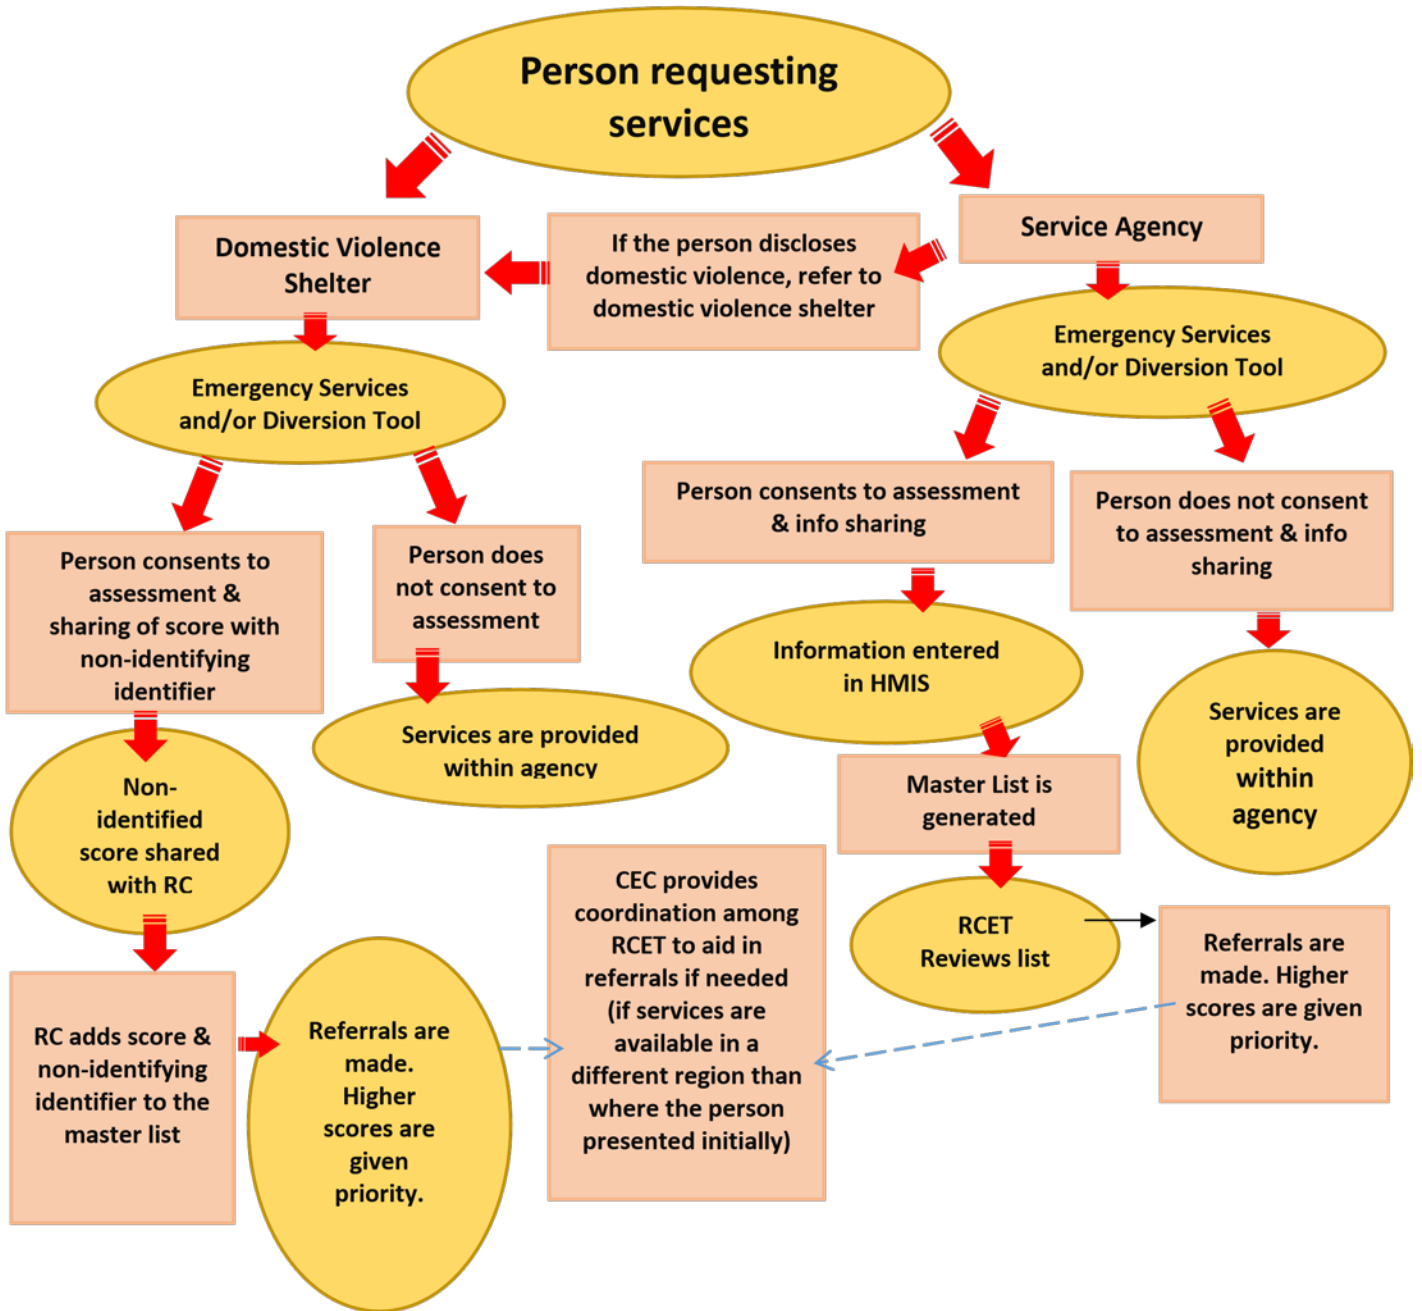 Person requesting
services
Service Agency
Domestic Violence
Shelter
If the person discloses
domestic violence, refer to
domestic violence shelter
Emergency Services
and/or Diversion Tool
Emergency Services
and/or Diversion Tool
Person consents to assessment
& info sharing
Person does not consent
to assessment & info
sharing
Person consents to
assessment &
sharing of score with
non-identifying
identifier
Person does
not consent to
assessment
Information entered
in HMIS
Services are provided
within agency
Services are
provided
within
agency
Non-
identified
score shared
with RC
Master List is
generated
CEC provides
coordination among
RCET to aid in
referrals if needed
(if services are
available in a
different region than
where the person
presented initially)
RCET
Reviews list
Referrals are
made. Higher
scores are given
priority.
RC adds score &
non-identifying
identifier to the
master list
Referrals are
made.
Higher
scores are
given
priority.